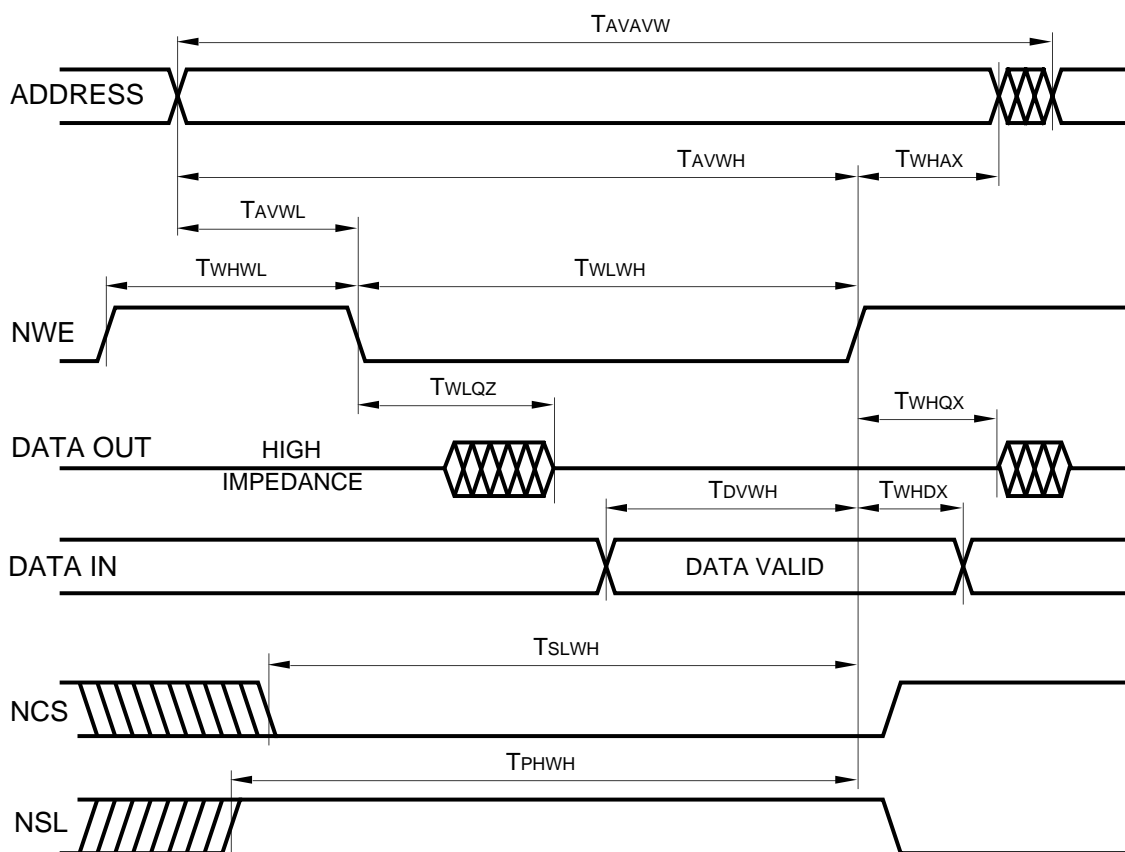 TAVAVW
ADDRESS
TAVWH
TWHAX
TAVWL
TWHWL
TWLWH
NWE
TWLQZ
TWHQX
DATA OUT
HIGH
IMPEDANCE
TDVWH
TWHDX
DATA IN
DATA VALID
TSLWH
NCS
TPHWH
NSL